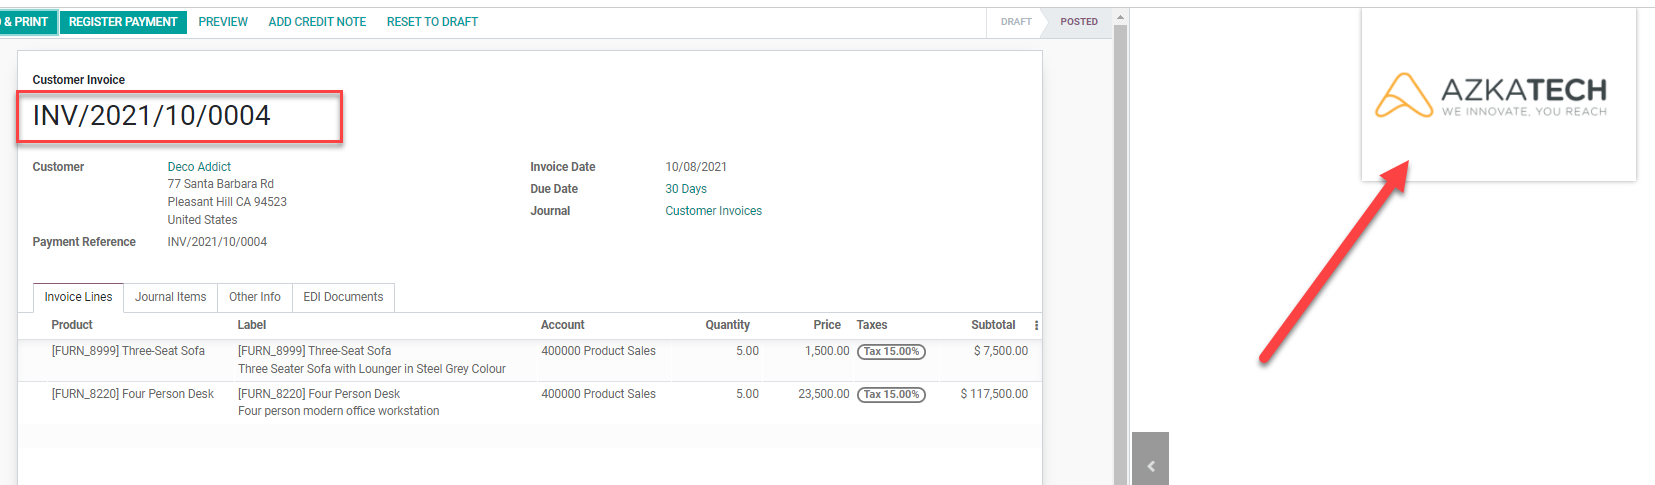 & PRINT REGISTER PAYMENT PREVIEW ADD CREDIT NOTE RESET TO DRAFT DRAFT POSTED
Customer Invoice
INV/2021/10/0004
Customer Deco Addict
77 Santa Barbara Rd
Pleasant Hill CA 94523
United States
Payment Reference INV/2021/10/0004
Invoice Date 10/08/2021
Due Date 30 Days
Journal Customer Invoices
Invoice Lines Journal Items Other Info EDI Documents
Product Label Account Quantity Price Taxes Subtotal
[FURN_8999] Three-Seat Sofa [FURN_8999] Three-Seat Sofa 400000 Product Sales 5.00 1,500.00 Tax 15.00% $ 7,500.00
Three Seater Sofa with Lounger in Steel Grey Colour
[FURN_8220] Four Person Desk [FURN_8220] Four Person Desk 400000 Product Sales 5.00 23,500.00 Tax 15.00% $ 117,500.00
Four person modern office workstation
AZKATECH
WE INNOVATE, YOU REACH